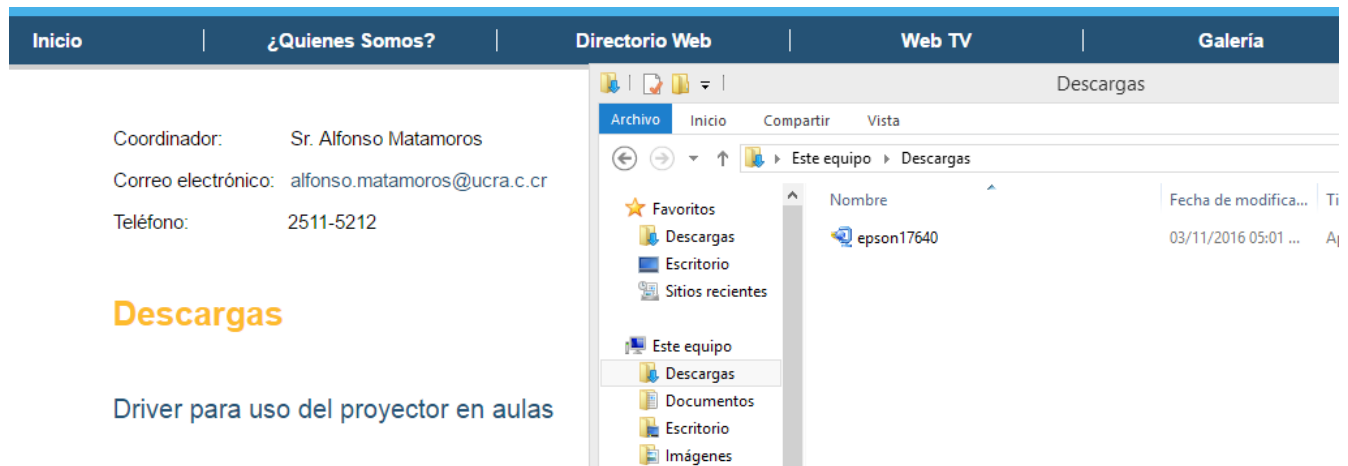 Inicio | ¿Quienes Somos? | Directorio Web | Web TV | Galería
Coordinador: Sr. Alfonso Matamoros
Correo electrónico: alfonso.matamoros@ucra.c.cr
Teléfono: 2511-5212
Descargas
Driver para uso del proyector en aulas
Descargas
Archivo Inicio Compartir Vista
Este equipo Descargas
Favoritos
Descargas
Escritorio
Sitios recientes
Este equipo
Descargas
Documentos
Escritorio
Imágenes
Nombre Fecha de modifica... Ti
epson17640 03/11/2016 05:01 ...